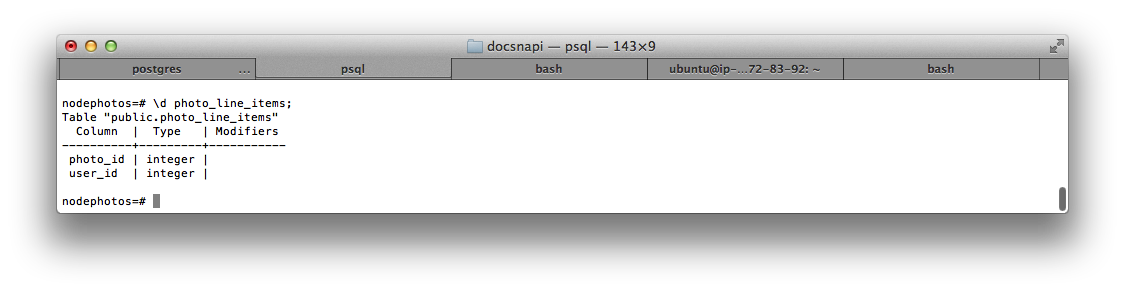 docsnapi — psql — 143×9
postgres ... psql bash ubuntu@ip-...72-83-92: ~ bash
nodephotos=# \d photo_line_items;
Table "public.photo_line_items"
  Column  |  Type   | Modifiers
----------+---------+-----------
 photo_id | integer |
 user_id  | integer |
nodephotos=#